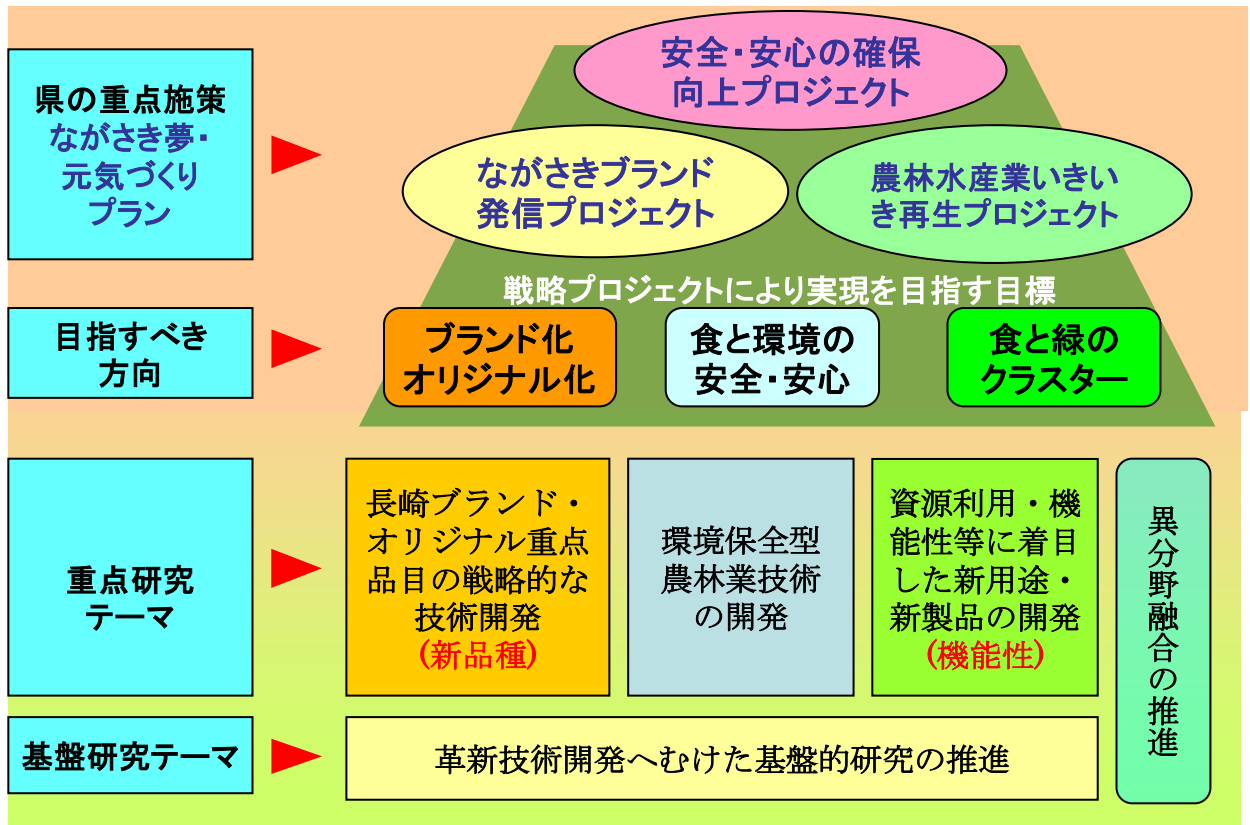 県の重点施策
ながさき夢・
元気づくり
プラン
安全・安心の確保
向上プロジェクト
ながさきブランド
発信プロジェクト
農林水産業いきい
き再生プロジェクト
戦略プロジェクトにより実現を目指す目標
目指すべき
方向
ブランド化
オリジナル化
食と環境の
安全・安心
食と緑の
クラスター
重点研究
テーマ
長崎ブランド・
オリジナル重点
品目の戦略的な
技術開発
(新品種)
環境保全型
農林業技術
の開発
資源利用・機
能性等に着目
した新用途・
新製品の開発
(機能性)
異分野融合の推進
基盤研究テーマ
革新技術開発へむけた基盤的研究の推進